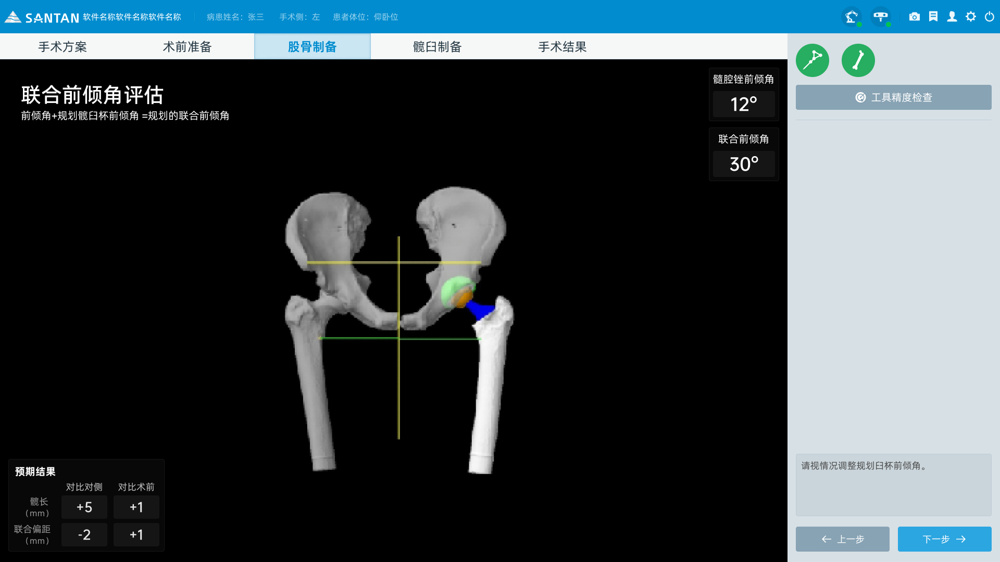 SANTAN 软件名称软件名称软件名称 病患姓名：张三 手术侧：左 患者体位：仰卧位
手术方案 术前准备 股骨制备 髋臼制备 手术结果
联合前倾角评估
前倾角+规划髋臼杯前倾角 =规划的联合前倾角
髓腔锉前倾角
12°
联合前倾角
30°
工具精度检查
预期结果
对比对侧 对比术前
髋长
（mm） +5 +1
联合偏距
（mm） -2 +1
请视情况调整规划臼杯前倾角。
上一步 下一步